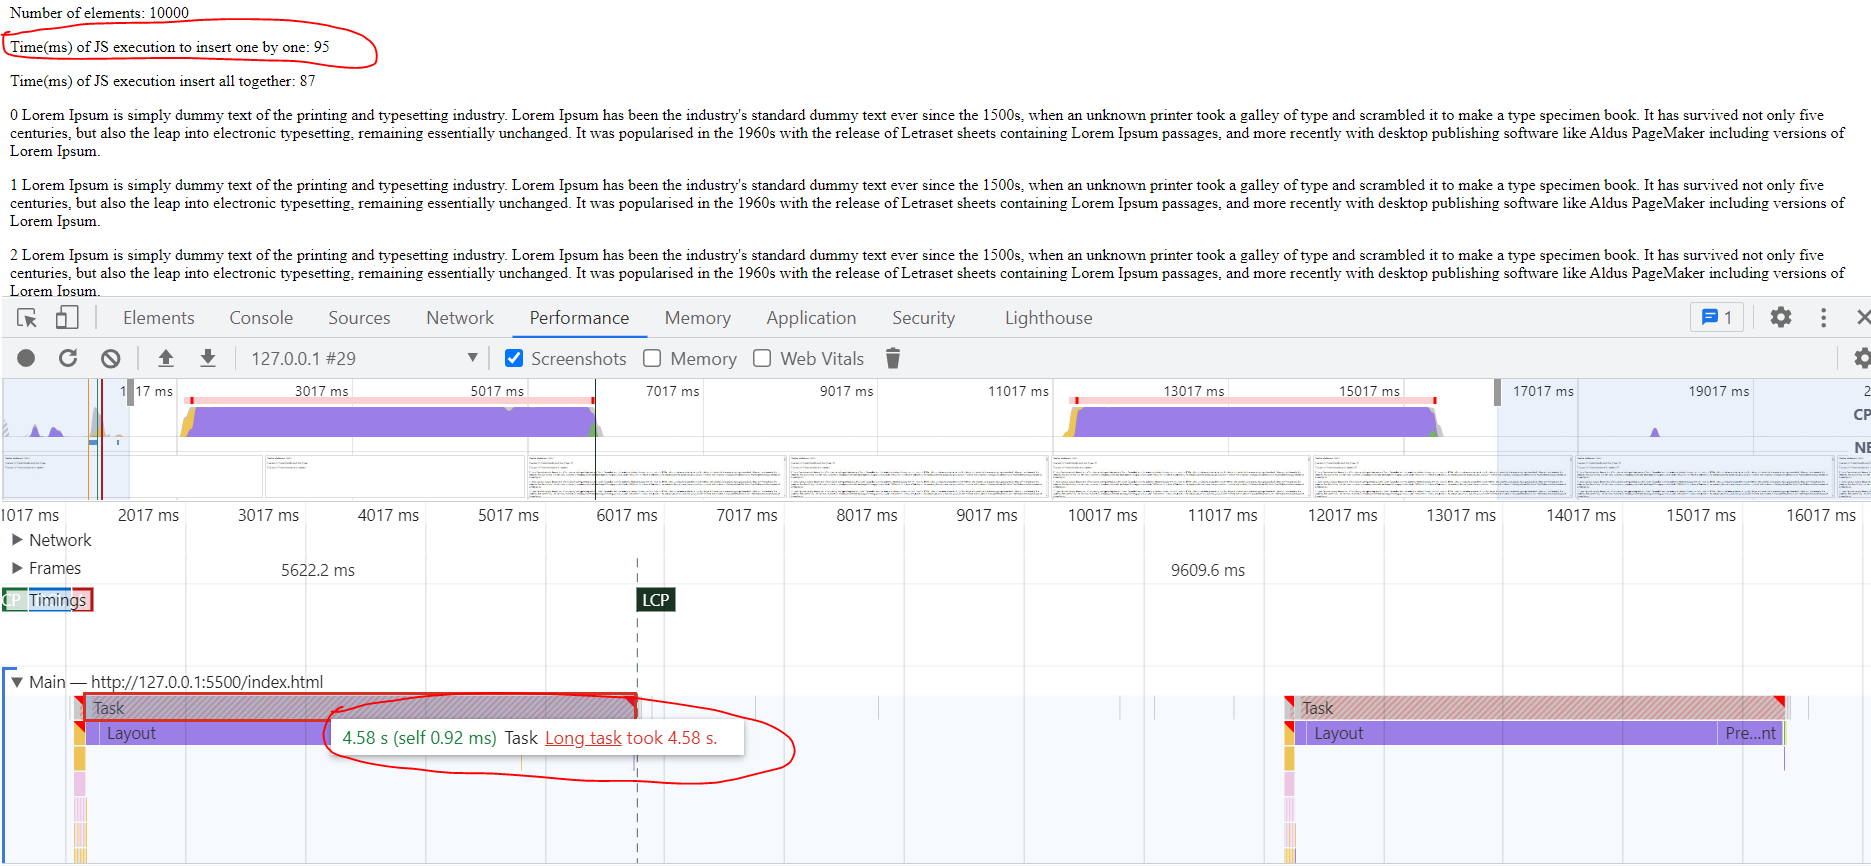 Number of elements: 10000
Time(ms) of JS execution to insert one by one: 95
Time(ms) of JS execution insert all together: 87
0 Lorem Ipsum is simply dummy text of the printing and typesetting industry. Lorem Ipsum has been the industry's standard dummy text ever since the 1500s, when an unknown printer took a galley of type and scrambled it to make a type specimen book. It has survived not only five
centuries, but also the leap into electronic typesetting, remaining essentially unchanged. It was popularised in the 1960s with the release of Letraset sheets containing Lorem Ipsum passages, and more recently with desktop publishing software like Aldus PageMaker including versions of
Lorem Ipsum.
1 Lorem Ipsum is simply dummy text of the printing and typesetting industry. Lorem Ipsum has been the industry's standard dummy text ever since the 1500s, when an unknown printer took a galley of type and scrambled it to make a type specimen book. It has survived not only five
centuries, but also the leap into electronic typesetting, remaining essentially unchanged. It was popularised in the 1960s with the release of Letraset sheets containing Lorem Ipsum passages, and more recently with desktop publishing software like Aldus PageMaker including versions of
Lorem Ipsum.
2 Lorem Ipsum is simply dummy text of the printing and typesetting industry. Lorem Ipsum has been the industry's standard dummy text ever since the 1500s, when an unknown printer took a galley of type and scrambled it to make a type specimen book. It has survived not only five
centuries, but also the leap into electronic typesetting, remaining essentially unchanged. It was popularised in the 1960s with the release of Letraset sheets containing Lorem Ipsum passages, and more recently with desktop publishing software like Aldus PageMaker including versions of
Lorem Ipsum.
Elements Console Sources Network Performance Memory Application Security Lighthouse 1
127.0.0.1 #29 Screenshots Memory Web Vitals
17 ms 3017 ms 5017 ms 7017 ms 9017 ms 11017 ms 13017 ms 15017 ms 17017 ms 19017 ms 2
CP
NE
1017 ms 2017 ms 3017 ms 4017 ms 5017 ms 6017 ms 7017 ms 8017 ms 9017 ms 10017 ms 11017 ms 12017 ms 13017 ms 14017 ms 15017 ms 16017 ms
Network
Frames 5622.2 ms 9609.6 ms
CP Timings LCP
Main — http://127.0.0.1:5500/index.html
Task Task
Layout 4.58 s (self 0.92 ms) Task Long task took 4.58 s. Layout Pre...nt